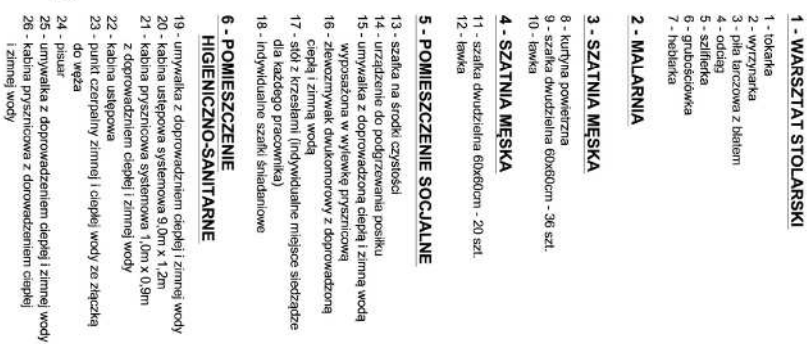 1 - WARSZTAT STOLARSKI
1 - tokarka
2 - wyrzynarka
3 - piła tarczowa z blatem
4 - odciąg
5 - szlifierka
6 - grubościówka
7 - heblarka
2 - MALARNIA
3 - SZATNIA MĘSKA
8 - kurtyna powietrzna
9 - szafka dwudzielna 60x60cm - 36 szt.
10 - ławka
4 - SZATNIA MĘSKA
11 - szafka dwudzielna 60x60cm - 20 szt.
12 - ławka
5 - POMIESZCZENIE SOCJALNE
13 - szafka na środki czystości
14 - urządzenie do podgrzewania posiłku
15 - umywalka z doprowadzoną ciepłą i zimną wodą
wyposażona w wylewkę prysznicową
16 - zlewozmywak dwukomorowy z doprowadzoną
ciepłą i zimną wodą
17 - stół z krzesłami (indywidualne miejsce siedządze
dla każdego pracownika)
18 - indywidualne szafki śniadaniowe
6 - POMIESZCZENIE
HIGIENICZNO-SANITARNE
19 - umywalka z doprowadzniem ciepłej i zimnej wody
20 - kabina ustępowa systemowa 9,0m x 1,2m
21 - kabina prysznicowa systemowa 1,0m x 0,9m
z doprowadzniem ciepłej i zimnej wody
22 - kabina ustępowa
23 - punkt czerpalny zimnej i ciepłej wody ze złączką
do węża
24 - pisuar
25 - umywalka z doprowadzeniem ciepłej i zimnej wody
26 - kabina prysznicowa z dorowadzeniem ciepłej
i zimnej wody